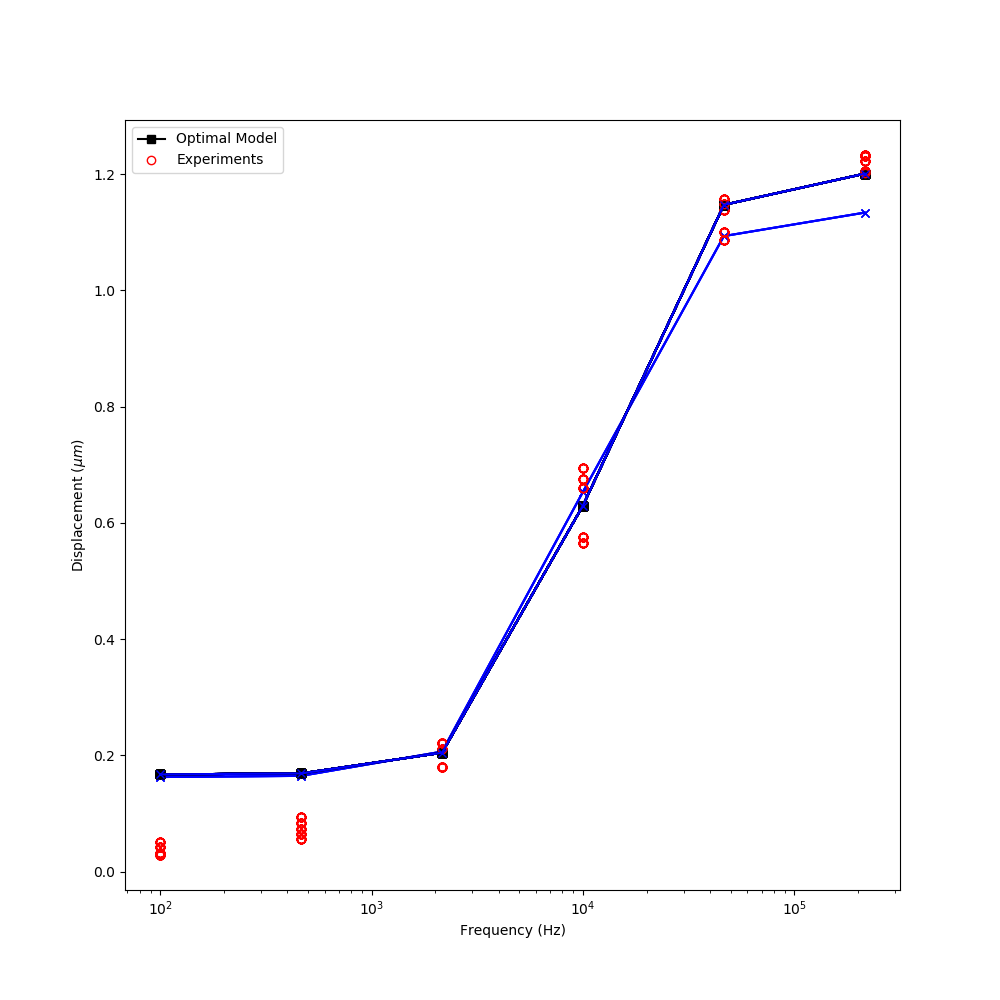 Optimal Model
Experiments
1.2
1.0
0.8
0.6
0.4
0.2
0.0
Displacement (μm)
10²
10³
10⁴
10⁵
Frequency (Hz)